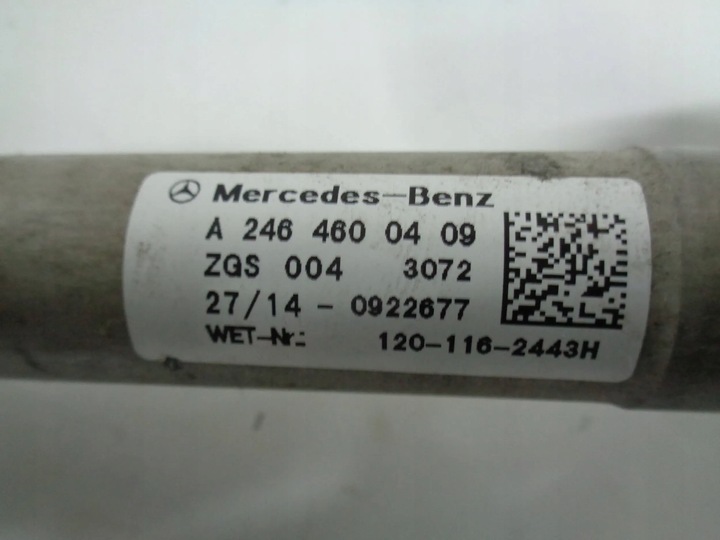 Mercedes-Benz
A 246 460 04 09
ZGS 004 3072
27/14 - 0922677
WET-Nr.: 120-116-2443H